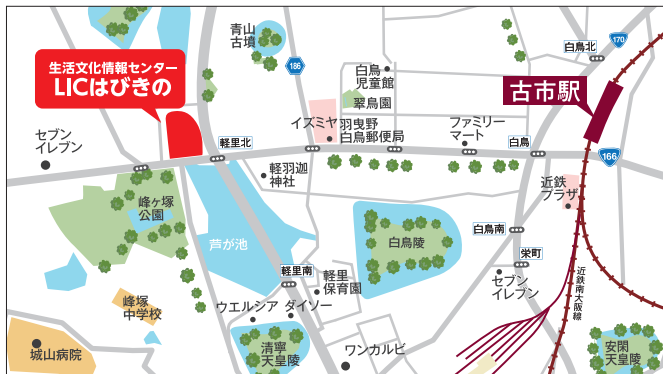 青山
古墳
186
170
白鳥北
生活文化情報センター
LICはびきの
白鳥
児童館
翠鳥園
古市駅
セブン
イレブン
軽里北
イズミヤ
羽曳野
白鳥郵便局
ファミリー
マート
白鳥
166
軽羽迦
神社
近鉄
プラザ
峰ヶ塚
公園
芦が池
白鳥陵
白鳥南
栄町
軽里南
軽里
保育園
セブン
イレブン
近鉄南大阪線
峰塚
中学校
ウエルシア
ダイソー
城山病院
清寧
天皇陵
ワンカルビ
安閑
天皇陵